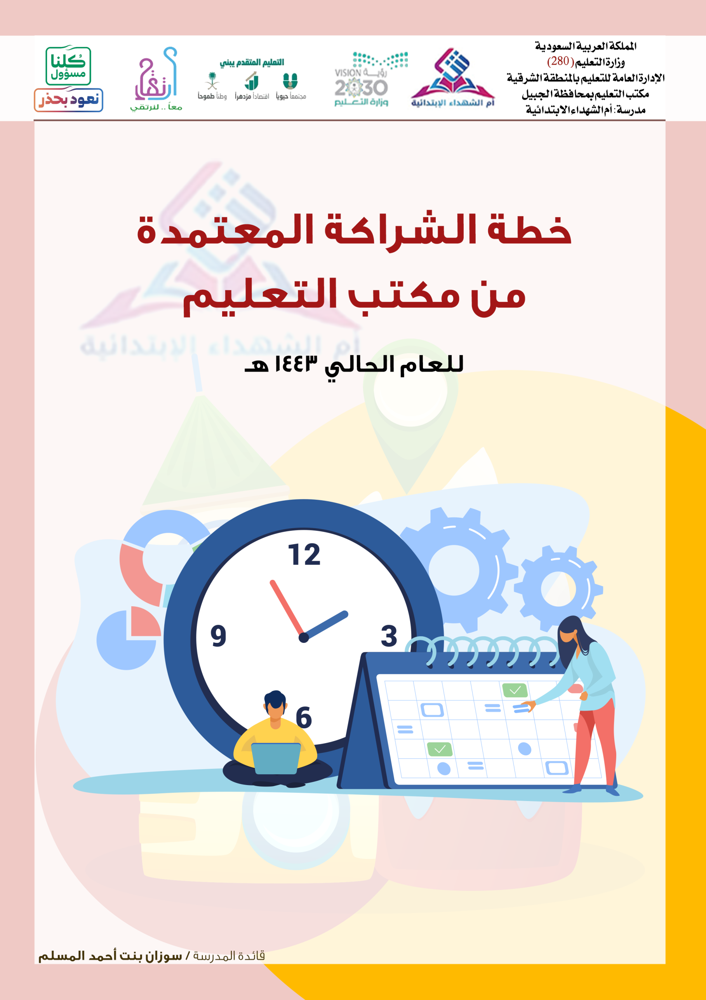 المملكة العربية السعودية
وزارة التعليم (280)
الإدارة العامة للتعليم بالمنطقة الشرقية
مكتب التعليم بمحافظة الجبيل
مدرسة : أم الشهداء الابتدائية
أم الشهداء الإبتدائية
VISION رؤية
2030
وزارة التعليم
التعليم المتقدم يبني
مجتمعاً حيوياً اقتصاداً مزدهراً وطناً طموحاً
ارتقاء
معاً .. لنرتقي
كُلنا
مسؤول
نعود بحذر
خطة الشراكة المعتمدة
من مكتب التعليم
أم الشهداء الإبتدائية
للعام الحالي ١٤٤٣ هـ
12
9
3
6
قائدة المدرسة / سوزان بنت أحمد المسلم